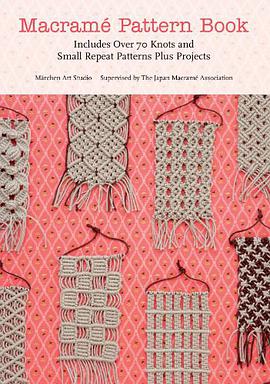 Macramé Pattern Book
Includes Over 70 Knots and
Small Repeat Patterns Plus Projects
Märchen Art Studio    Supervised by The Japan Macramé Association